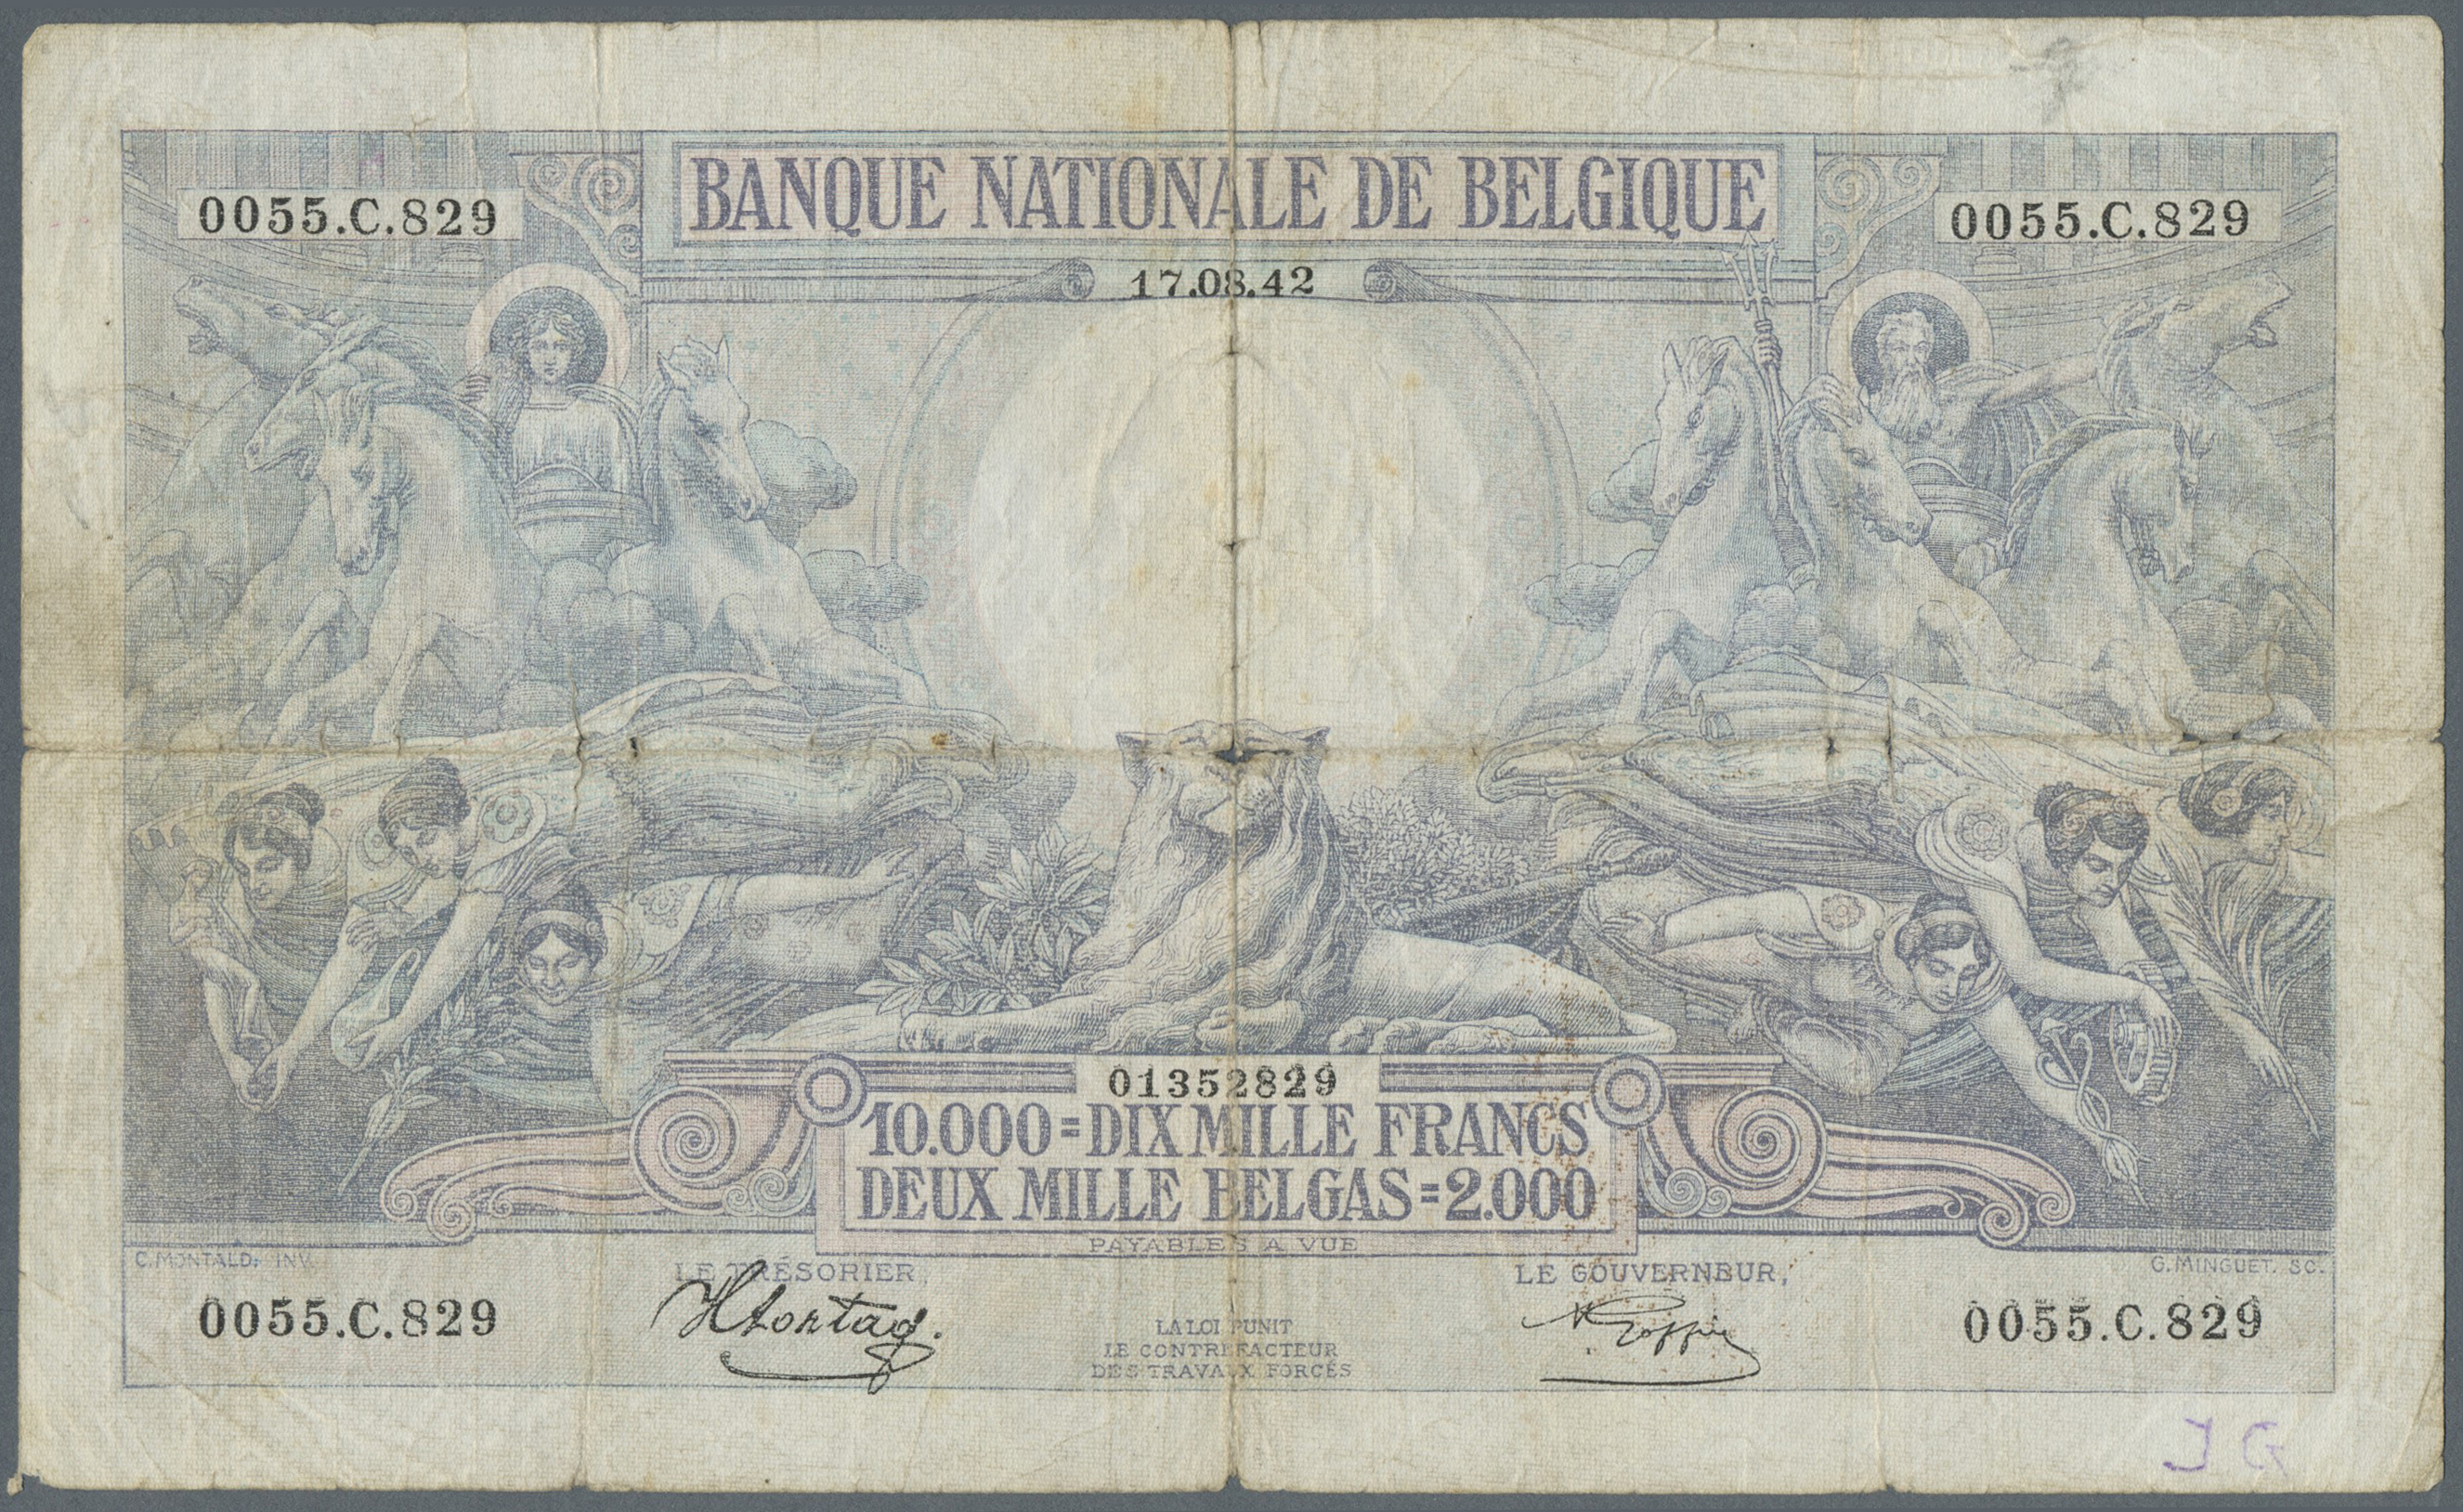 BANQUE NATIONALE DE BELGIQUE
0055.C.829
0055.C.829
17.08.42
01352829
10.000=DIX MILLE FRANCS
DEUX MILLE BELGAS=2.000
PAYABLES A VUE
C.MONTALD. INV.
G.MINGUET. SC.
LE TRÉSORIER,
LE GOUVERNEUR,
0055.C.829
0055.C.829
LA LOI PUNIT
LE CONTREFACTEUR
DES TRAVAUX FORCÉS
J G